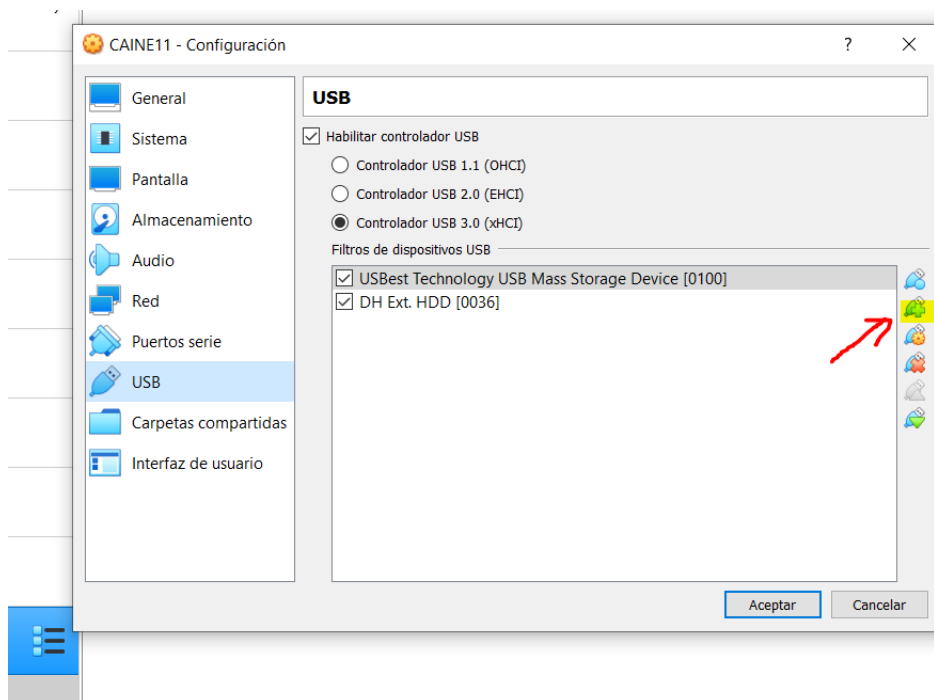 CAINE11 - Configuración
?
General
Sistema
Pantalla
Almacenamiento
Audio
Red
Puertos serie
USB
Carpetas compartidas
Interfaz de usuario
USB
Habilitar controlador USB
Controlador USB 1.1 (OHCI)
Controlador USB 2.0 (EHCI)
Controlador USB 3.0 (xHCI)
Filtros de dispositivos USB
USBest Technology USB Mass Storage Device [0100]
DH Ext. HDD [0036]
Aceptar
Cancelar